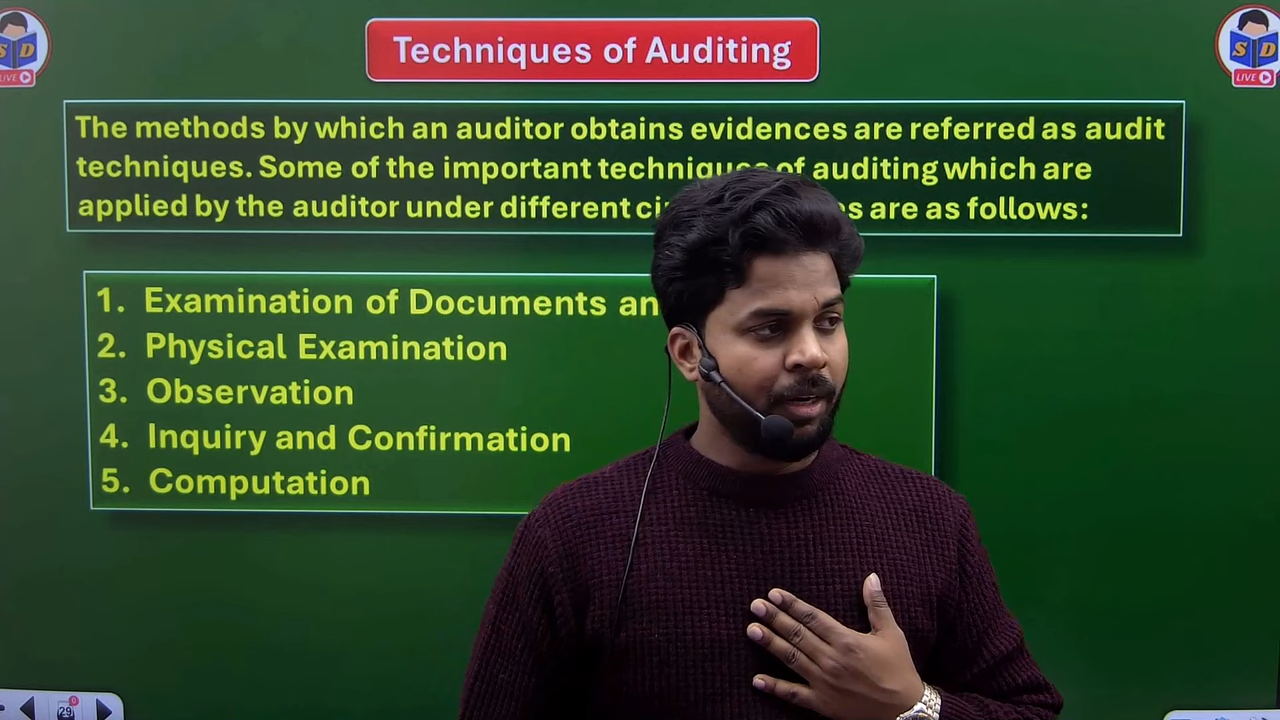 Techniques of Auditing
S D
LIVE
S D
LIVE
The methods by which an auditor obtains evidences are referred as audit
techniques. Some of the important techniques of auditing which are
applied by the auditor under different are as follows:
1. Examination of Documents
2. Physical Examination
3. Observation
4. Inquiry and Confirmation
5. Computation
29